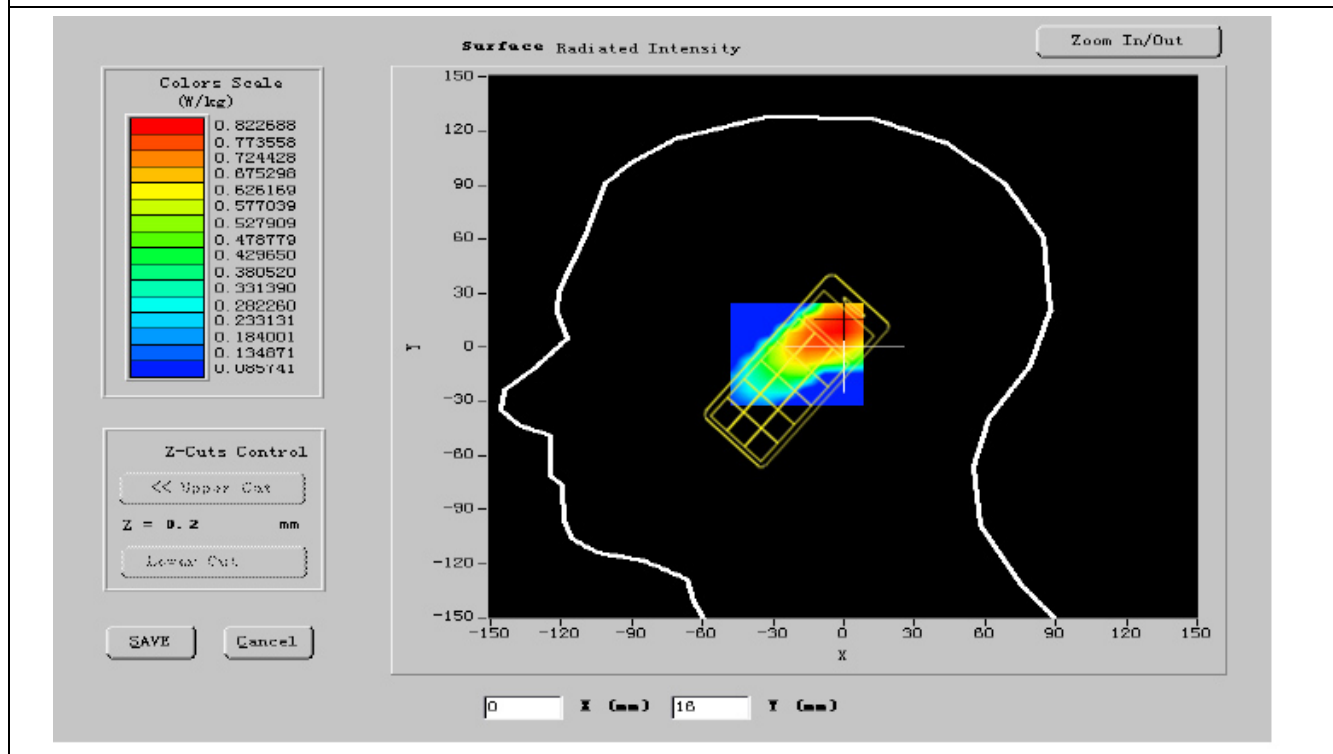 Surface Radiated Intensity
Zoom In/Out
Colors Scale
(W/kg)
0.822688
0.773558
0.724428
0.675298
0.626169
0.577039
0.527909
0.478779
0.429650
0.380520
0.331390
0.282260
0.233131
0.184001
0.134871
0.085741
Z-Cuts Control
<< Upper Cut
Z = 0.2 mm
Lower Cut
SAVE
Cancel
150
120
90
60
30
0
-30
-60
-90
-120
-150
Y
-150 -120 -90 -60 -30 0 30 60 90 120 150
X
0 X (mm) 16 Y (mm)